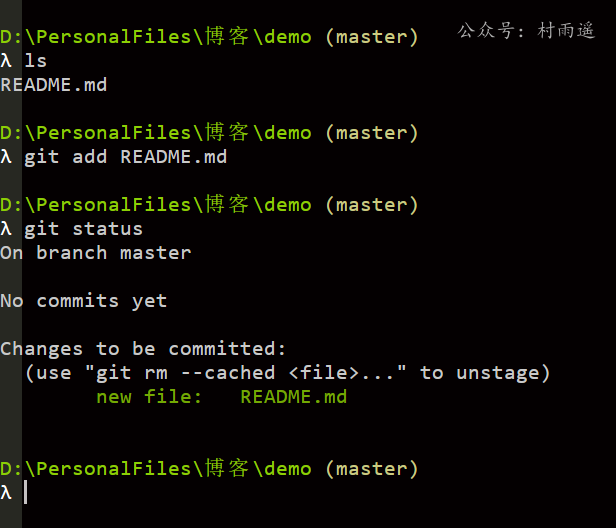 D:\PersonalFiles\博客\demo (master)
公众号: 村雨遥
λ ls
README.md
D:\PersonalFiles\博客\demo (master)
λ git add README.md
D:\PersonalFiles\博客\demo (master)
λ git status
On branch master
No commits yet
Changes to be committed:
(use "git rm --cached <file>..." to unstage)
new file:   README.md
D:\PersonalFiles\博客\demo (master)
λ